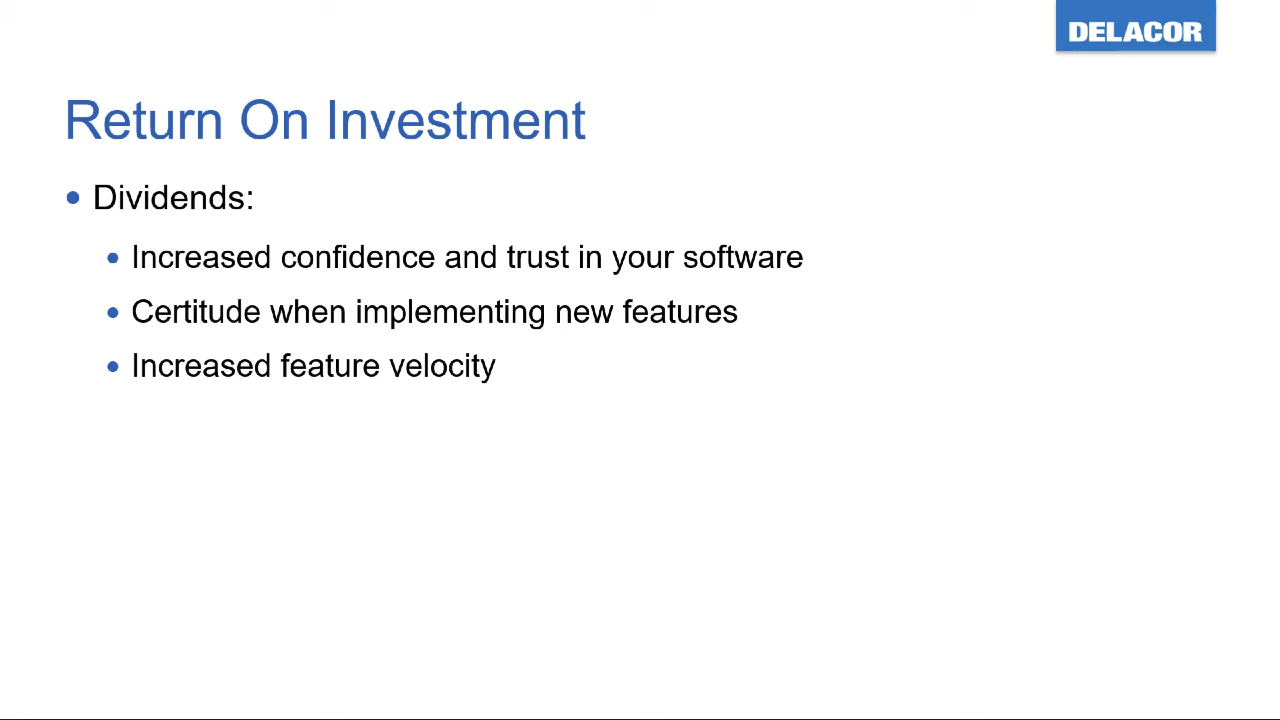 DELACOR
Return On Investment
Dividends:
Increased confidence and trust in your software
Certitude when implementing new features
Increased feature velocity